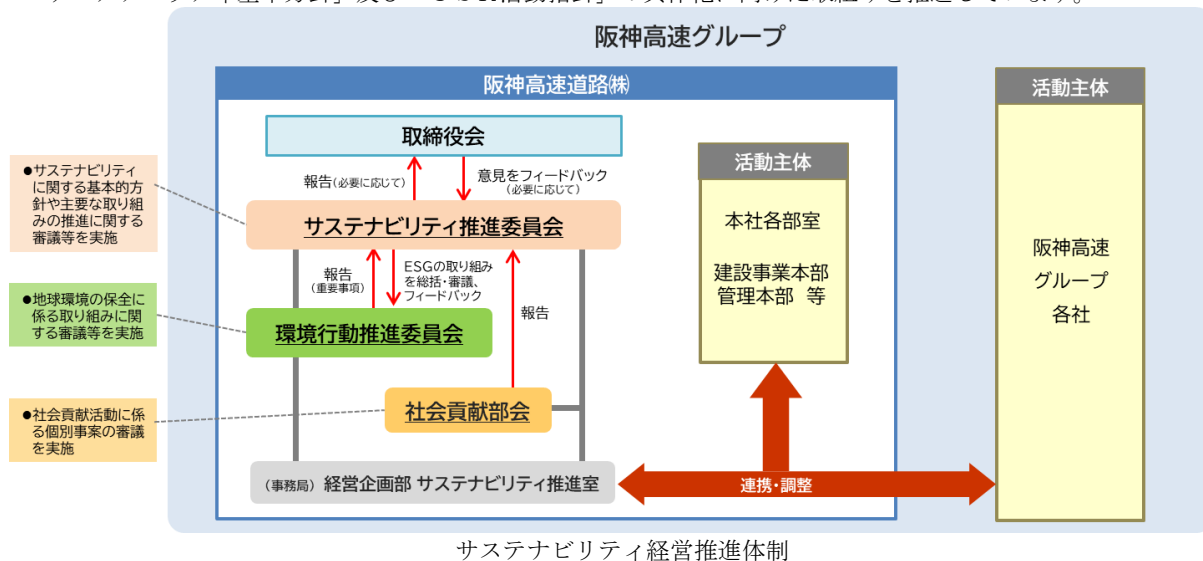 阪神高速グループ
阪神高速道路㈱
取締役会
報告(必要に応じて)
意見をフィードバック
(必要に応じて)
サステナビリティ推進委員会
報告
(重要事項)
ESGの取り組み
を総括・審議、
フィードバック
報告
環境行動推進委員会
社会貢献部会
(事務局) 経営企画部 サステナビリティ推進室
●サステナビリティ
に関する基本的方
針や主要な取り組
みの推進に関する
審議等を実施
●地球環境の保全に
係る取り組みに関
する審議等を実施
●社会貢献活動に係
る個別事案の審議
を実施
活動主体
本社各部室
建設事業本部
管理本部 等
連携・調整
活動主体
阪神高速
グループ
各社
サステナビリティ経営推進体制